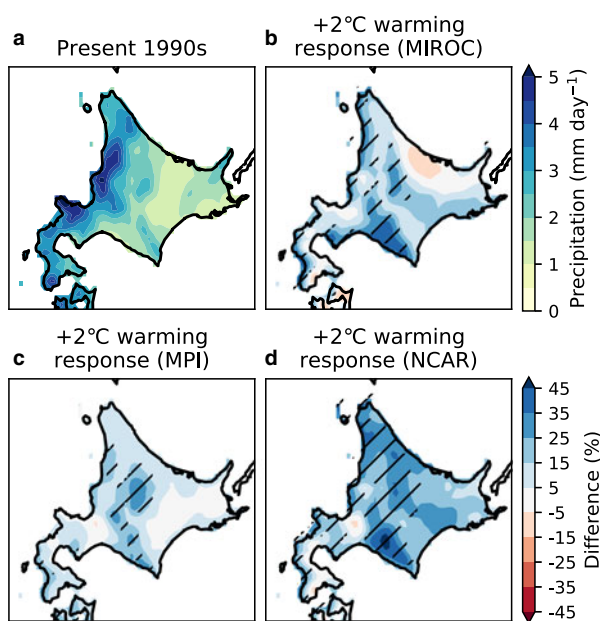 a
Present 1990s
b
+2℃ warming
response (MIROC)
5
4
3
2
1
0
Precipitation (mm day⁻¹)
c
+2℃ warming
response (MPI)
d
+2℃ warming
response (NCAR)
45
35
25
15
5
-5
-15
-25
-35
-45
Difference (%)